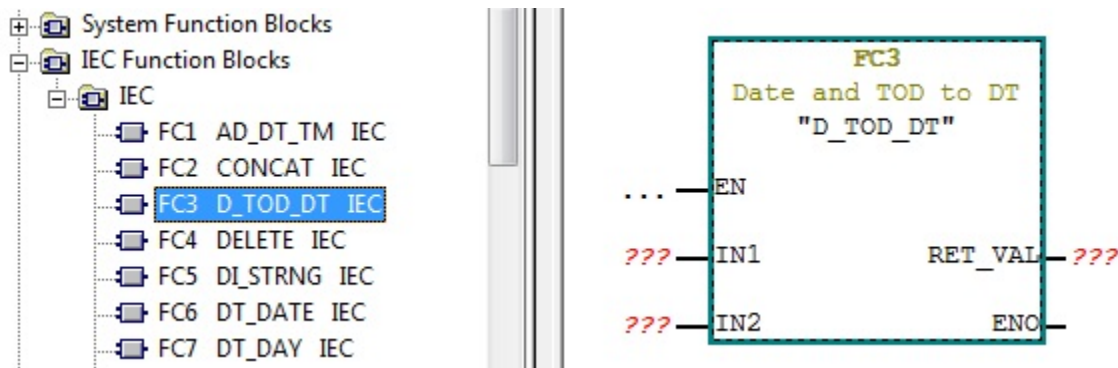 System Function Blocks
IEC Function Blocks
IEC
FC1 AD_DT_TM IEC
FC2 CONCAT IEC
FC3 D_TOD_DT IEC
FC4 DELETE IEC
FC5 DI_STRNG IEC
FC6 DT_DATE IEC
FC7 DT_DAY IEC
FC3
Date and TOD to DT
"D_TOD_DT"
... EN
??? IN1 RET_VAL ???
??? IN2 ENO